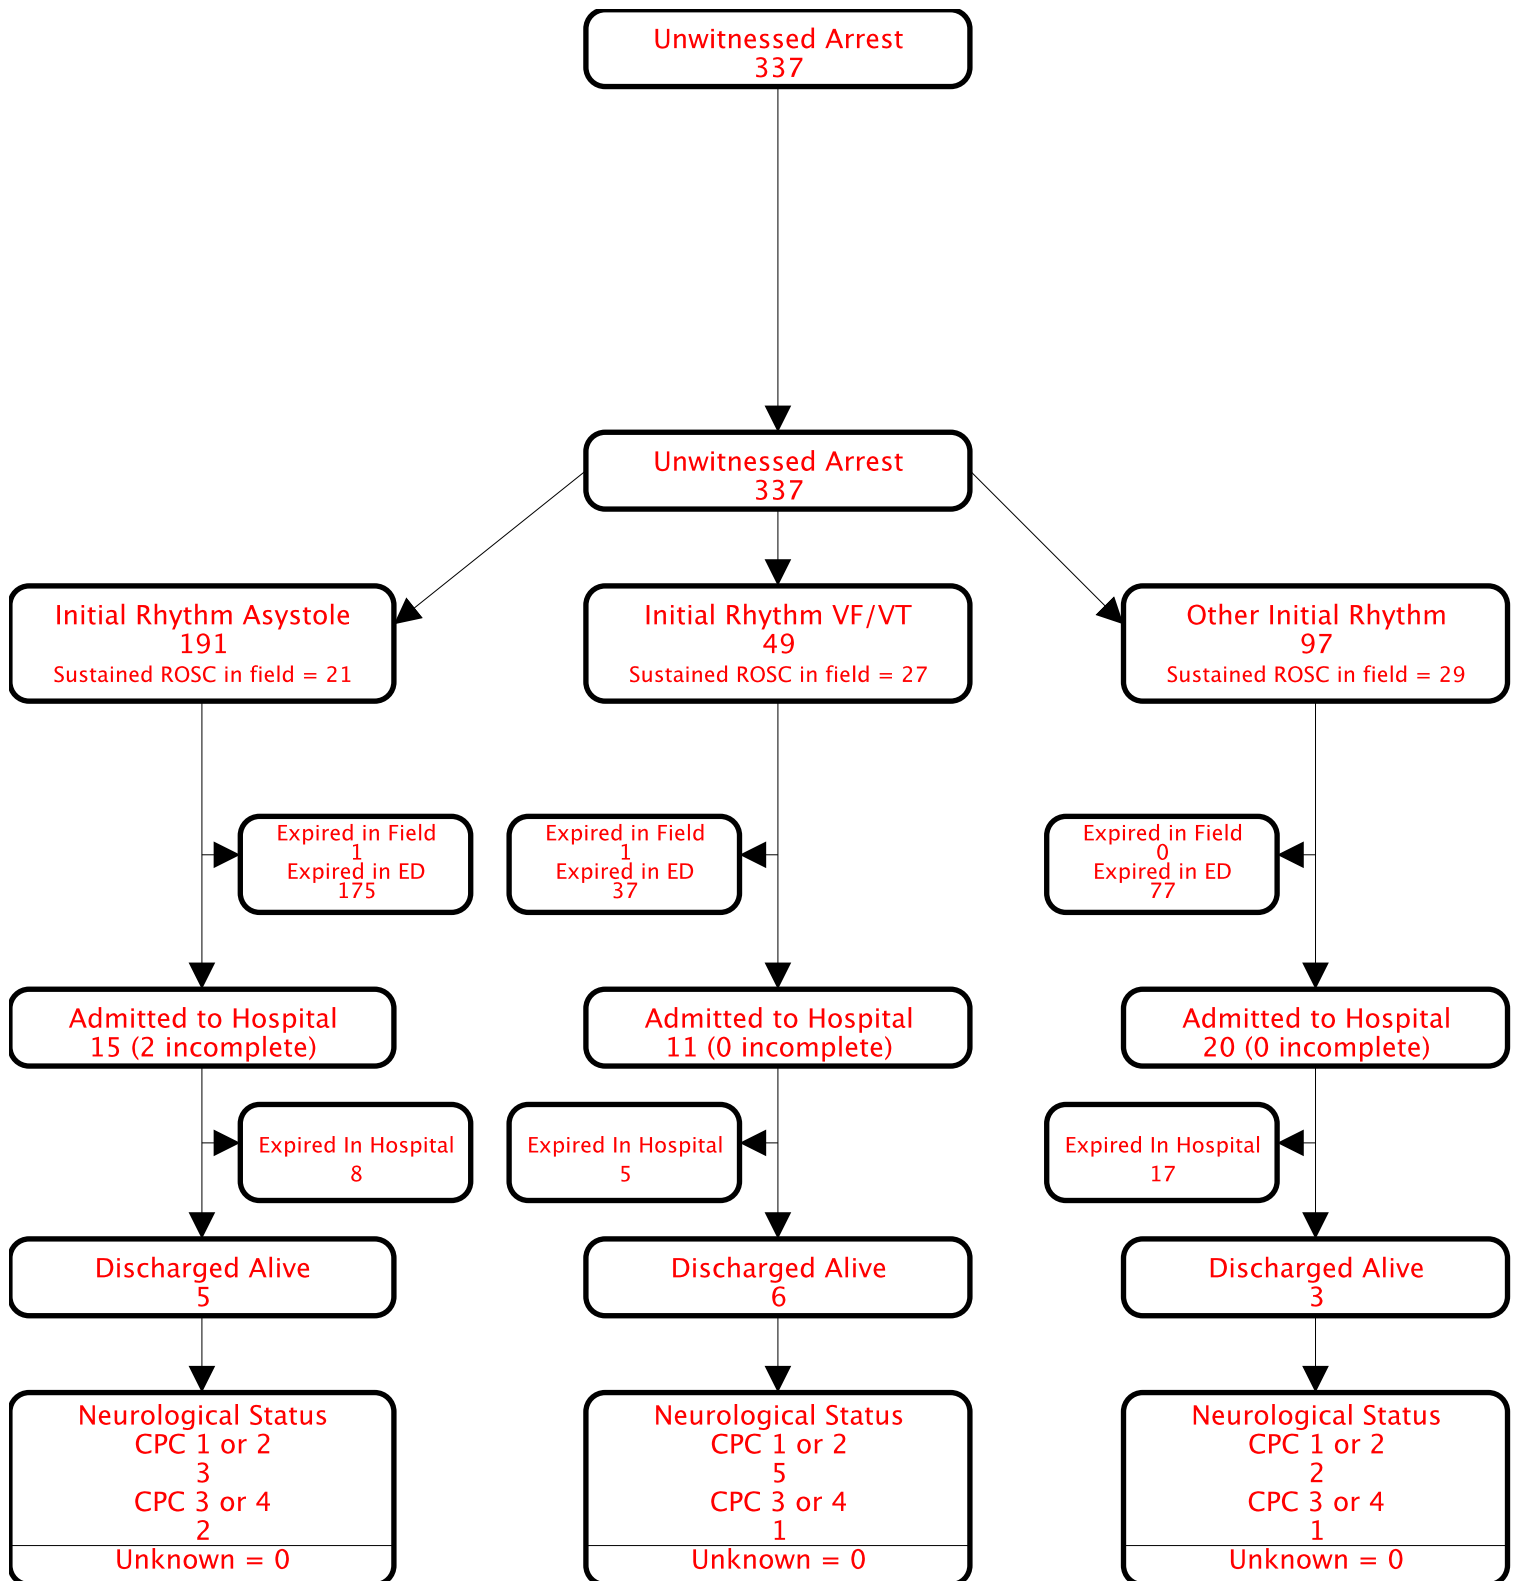 Unwitnessed Arrest
337
Unwitnessed Arrest
337
Initial Rhythm Asystole
191
Sustained ROSC in field = 21
Initial Rhythm VF/VT
49
Sustained ROSC in field = 27
Other Initial Rhythm
97
Sustained ROSC in field = 29
Expired in Field
1
Expired in ED
175
Expired in Field
1
Expired in ED
37
Expired in Field
0
Expired in ED
77
Admitted to Hospital
15 (2 incomplete)
Admitted to Hospital
11 (0 incomplete)
Admitted to Hospital
20 (0 incomplete)
Expired In Hospital
8
Expired In Hospital
5
Expired In Hospital
17
Discharged Alive
5
Discharged Alive
6
Discharged Alive
3
Neurological Status
CPC 1 or 2
3
CPC 3 or 4
2
Unknown = 0
Neurological Status
CPC 1 or 2
5
CPC 3 or 4
1
Unknown = 0
Neurological Status
CPC 1 or 2
2
CPC 3 or 4
1
Unknown = 0